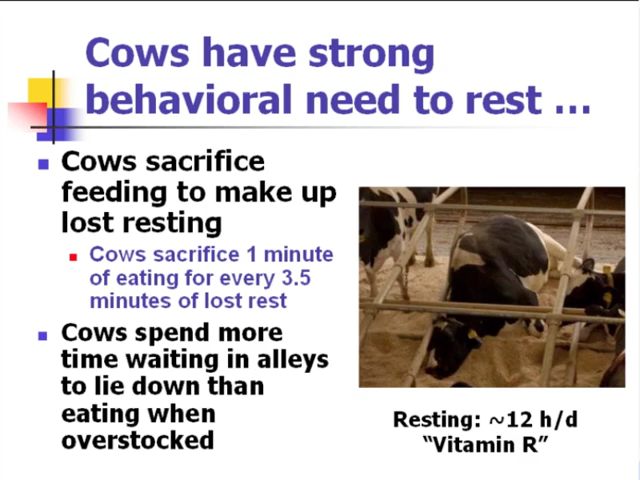 Cows have strong
behavioral need to rest …
Cows sacrifice
feeding to make up
lost resting
Cows sacrifice 1 minute
of eating for every 3.5
minutes of lost rest
Cows spend more
time waiting in alleys
to lie down than
eating when
overstocked
Resting: ~12 h/d
“Vitamin R”